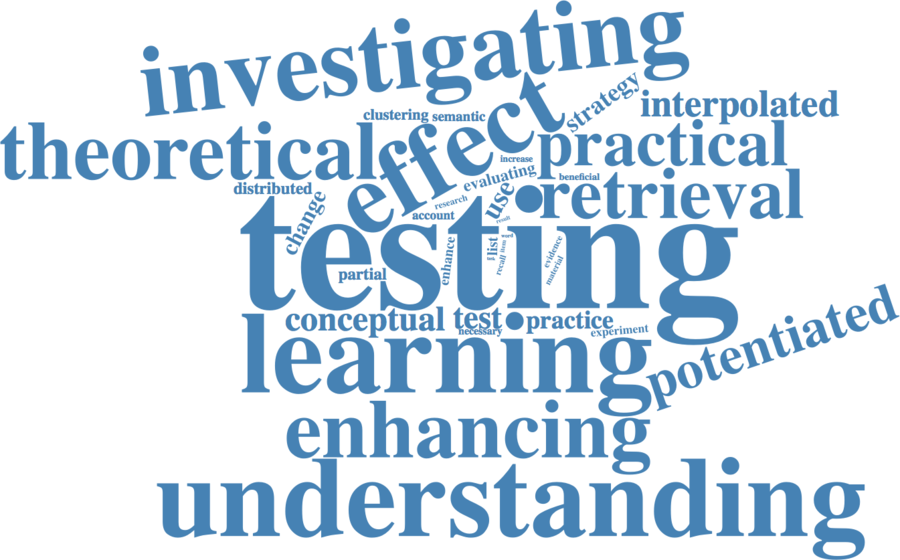 investigating
strategy
interpolated
clustering semantic
effect
theoretical
practical
increase
evaluating
beneficial
distributed
retrieval
research
use
change
account
result
testing
word
list
item
enhance
recall
evidence
material
partial
conceptual test
practice
necessary
experiment
learning
potentiated
enhancing
understanding